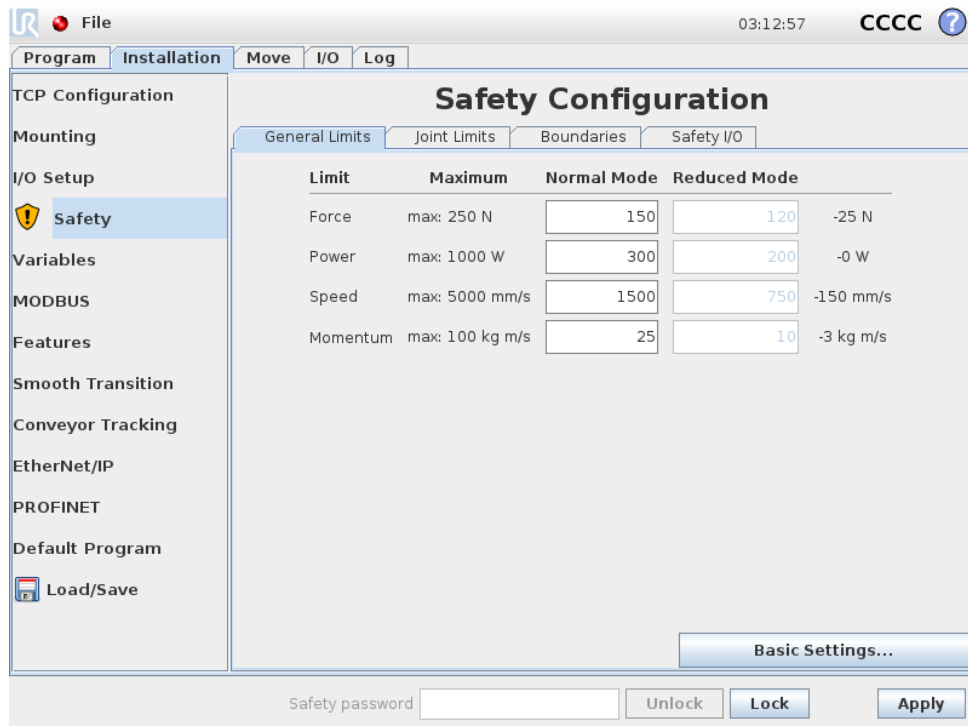 UR File 03:12:57 CCCC ?
Program Installation Move I/O Log
TCP Configuration
Mounting
I/O Setup
! Safety
Variables
MODBUS
Features
Smooth Transition
Conveyor Tracking
EtherNet/IP
PROFINET
Default Program
Load/Save
Safety Configuration
General Limits Joint Limits Boundaries Safety I/O
Limit Maximum Normal Mode Reduced Mode
Force max: 250 N 150 120 -25 N
Power max: 1000 W 300 200 -0 W
Speed max: 5000 mm/s 1500 750 -150 mm/s
Momentum max: 100 kg m/s 25 10 -3 kg m/s
Basic Settings...
Safety password Unlock Lock Apply